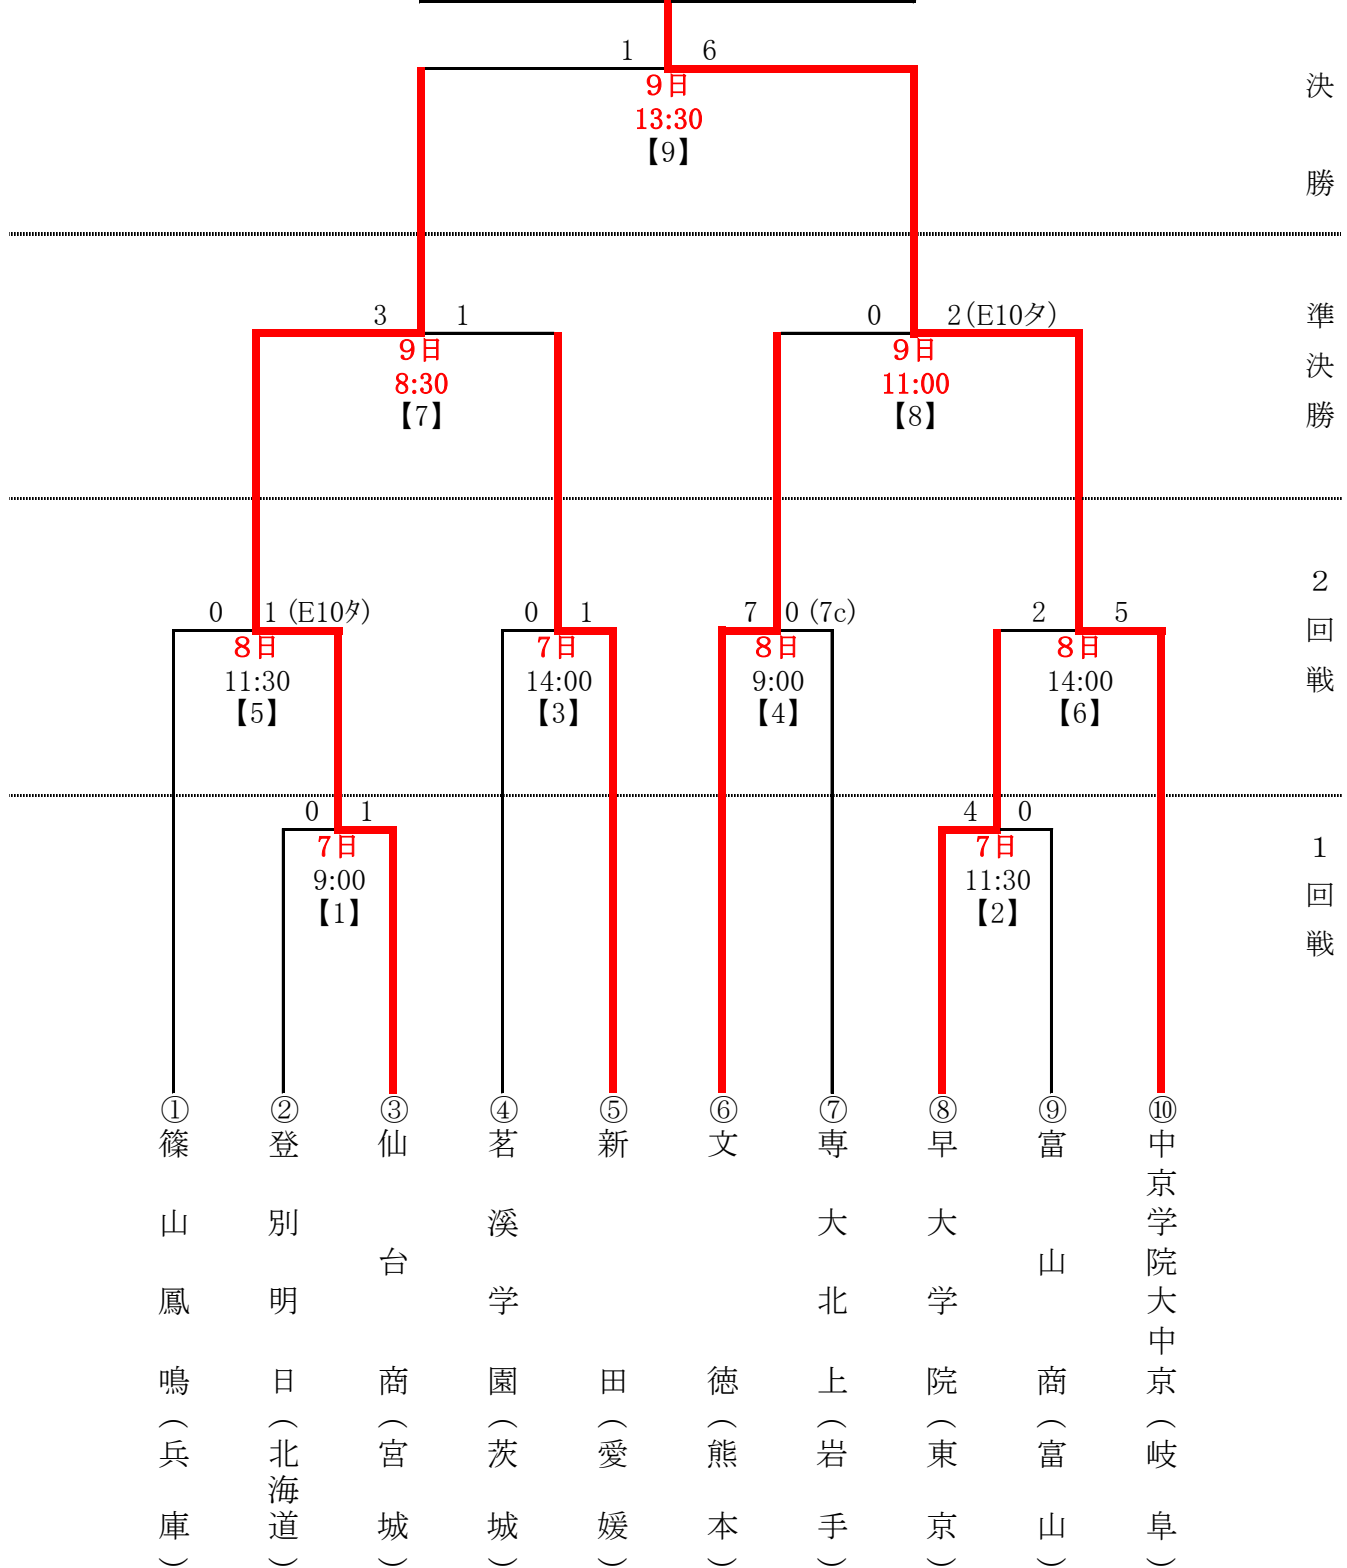 1 6
9日
13:30
【9】
決勝
3 1
9日
8:30
【7】
0 2(E10タ)
9日
11:00
【8】
準決勝
0 1 (E10タ)
8日
11:30
【5】
0 1
7日
14:00
【3】
7 0 (7c)
8日
9:00
【4】
2 5
8日
14:00
【6】
2回戦
0 1
7日
9:00
【1】
4 0
7日
11:30
【2】
1回戦
①篠山鳳鳴(兵庫)
②登別明日(北海道)
③仙台商(宮城)
④茗溪学園(茨城)
⑤新田(愛媛)
⑥文徳(熊本)
⑦専大北上(岩手)
⑧早大学院(東京)
⑨富山商(富山)
⑩中京学院大中京(岐阜)